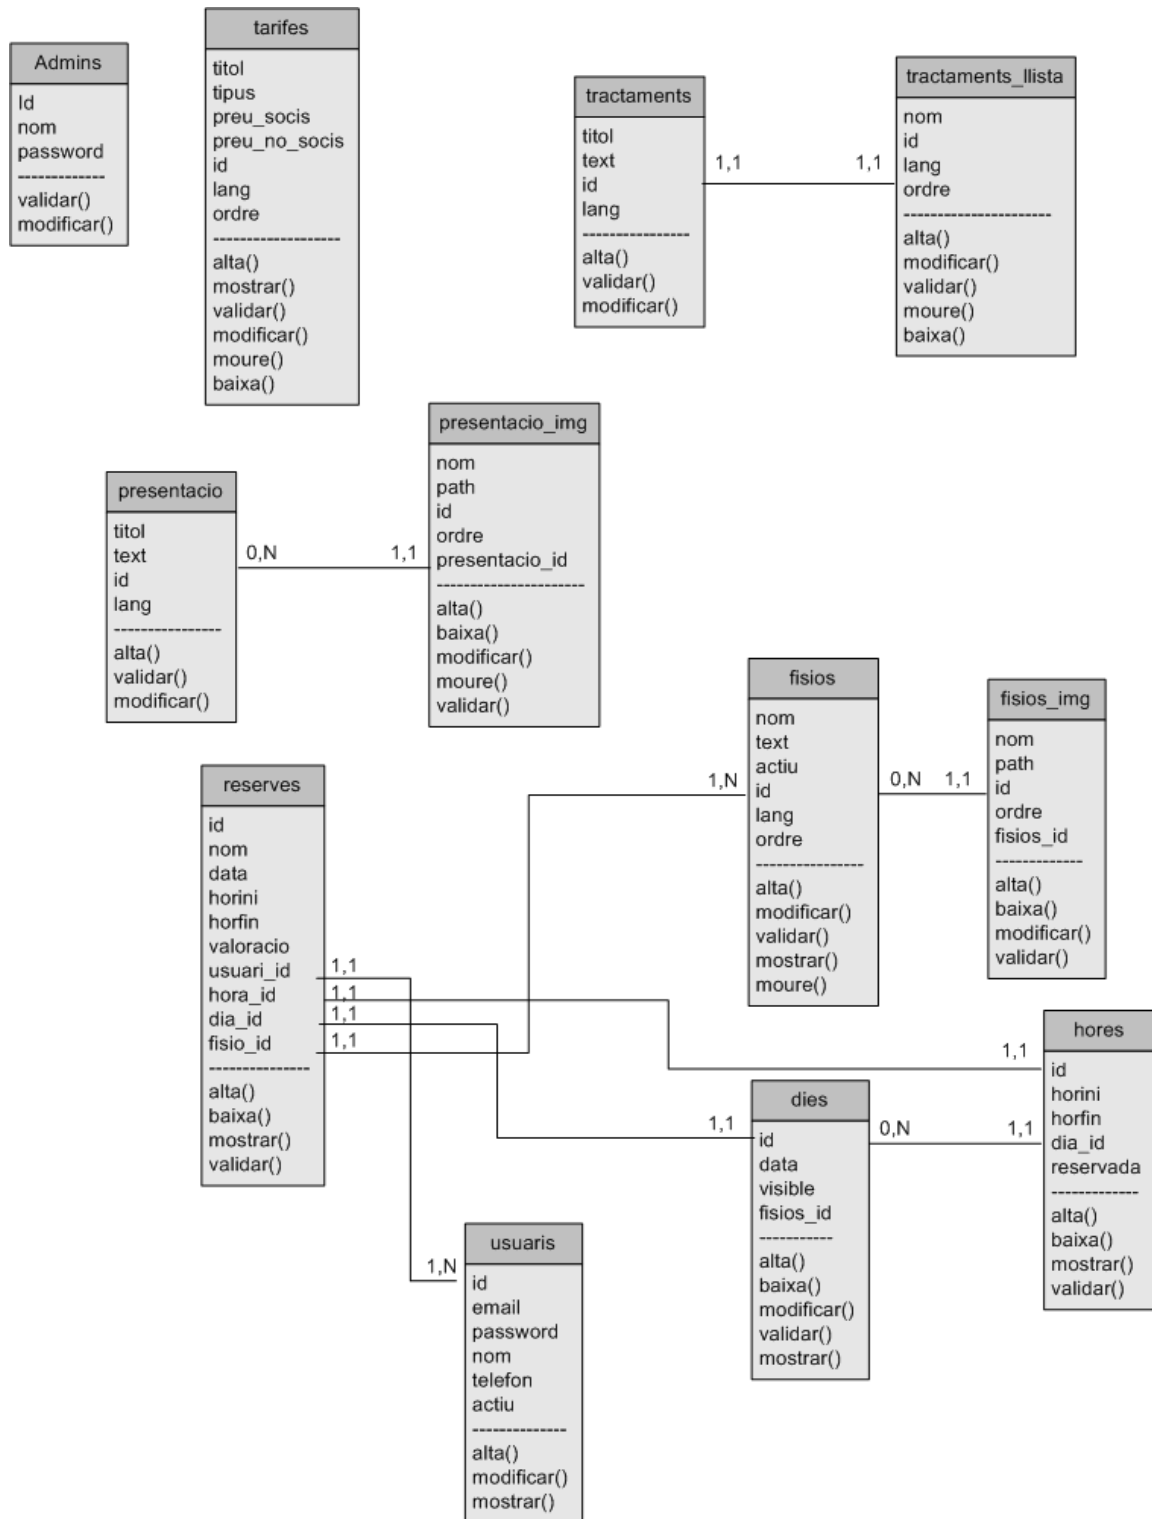 Admins
Id
nom
password
-------------
validar()
modificar()
tarifes
titol
tipus
preu_socis
preu_no_socis
id
lang
ordre
-------------------
alta()
mostrar()
validar()
modificar()
moure()
baixa()
tractaments
titol
text
id
lang
----------------
alta()
validar()
modificar()
1,1
1,1
tractaments_llista
nom
id
lang
ordre
----------------------
alta()
modificar()
validar()
moure()
baixa()
presentacio
titol
text
id
lang
----------------
alta()
validar()
modificar()
0,N
1,1
presentacio_img
nom
path
id
ordre
presentacio_id
----------------------
alta()
baixa()
modificar()
moure()
validar()
fisios
nom
text
actiu
id
lang
ordre
----------------
alta()
modificar()
validar()
mostrar()
moure()
0,N
1,1
fisios_img
nom
path
id
ordre
fisios_id
-------------
alta()
baixa()
modificar()
validar()
reserves
id
nom
data
horini
horfin
valoracio
usuari_id
hora_id
dia_id
fisio_id
---------------
alta()
baixa()
mostrar()
validar()
1,1
1,1
1,1
1,1
1,N
1,1
1,1
1,N
dies
id
data
visible
fisios_id
-----------
alta()
baixa()
modificar()
validar()
mostrar()
0,N
1,1
hores
id
horini
horfin
dia_id
reservada
-------------
alta()
baixa()
mostrar()
validar()
usuaris
id
email
password
nom
telefon
actiu
--------------
alta()
modificar()
mostrar()